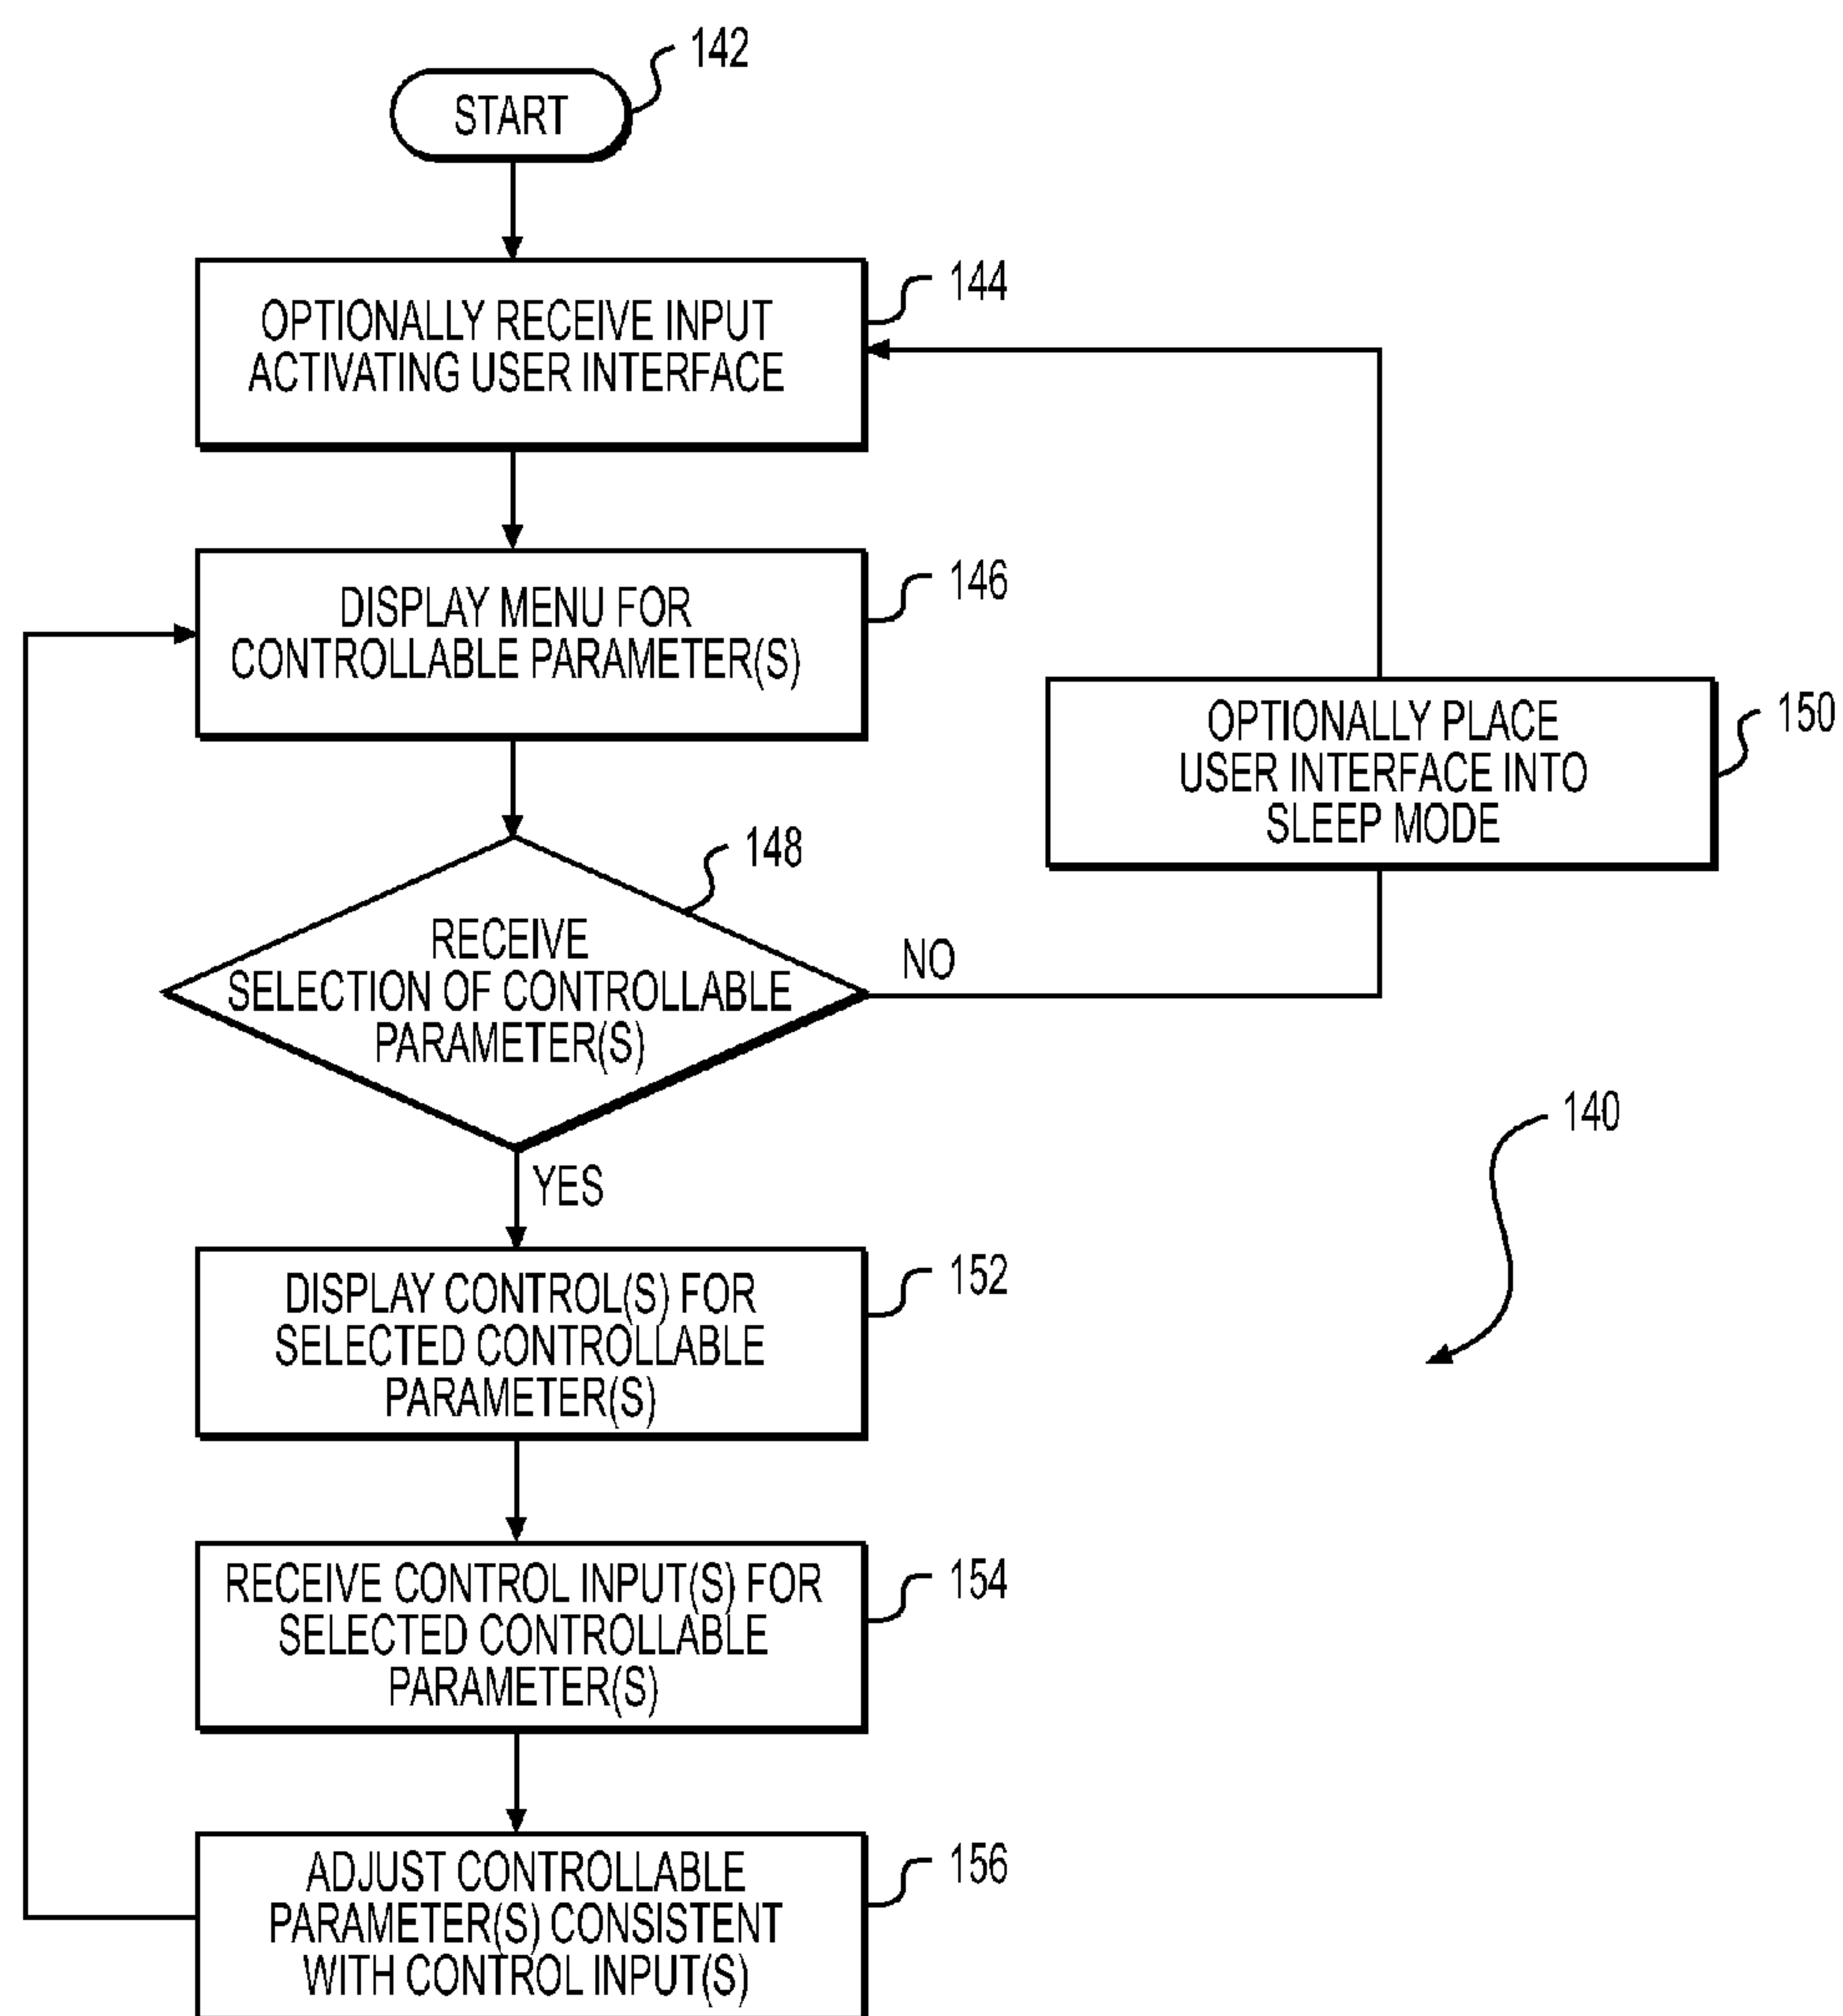 142
START
144
OPTIONALLY RECEIVE INPUT
ACTIVATING USER INTERFACE
146
DISPLAY MENU FOR
CONTROLLABLE PARAMETER(S)
150
OPTIONALLY PLACE
USER INTERFACE INTO
SLEEP MODE
148
RECEIVE
SELECTION OF CONTROLLABLE
PARAMETER(S)
NO
140
YES
152
DISPLAY CONTROL(S) FOR
SELECTED CONTROLLABLE
PARAMETER(S)
154
RECEIVE CONTROL INPUT(S) FOR
SELECTED CONTROLLABLE
PARAMETER(S)
156
ADJUST CONTROLLABLE
PARAMETER(S) CONSISTENT
WITH CONTROL INPUT(S)